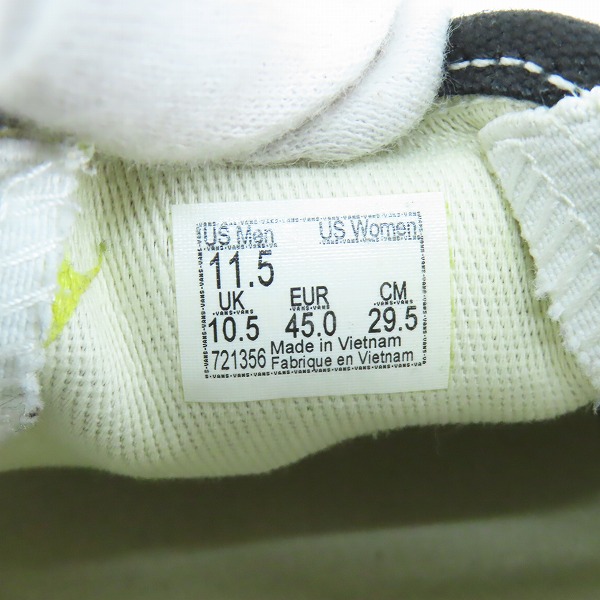 US Men US Women
11.5
UK EUR CM
10.5 45.0 29.5
721356 Made in Vietnam
Fabrique en Vietnam